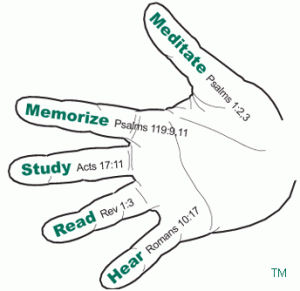 Meditate Psalms 1:2,3
Memorize Psalms 119:9,11
Study Acts 17:11
Read Rev 1:3
Hear Romans 10:17
TM